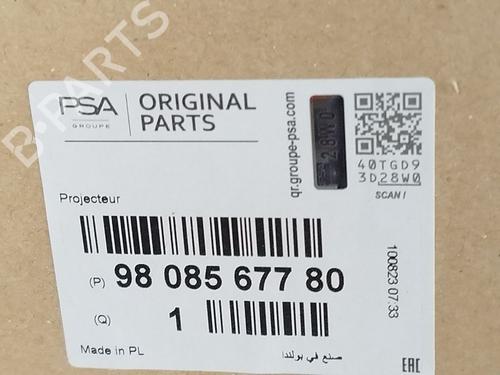 B-PARTS
PSA
GROUPE
ORIGINAL
PARTS
qr.groupe-psa.com
28W0
40TGD9
3D28W0
SCAN !
Projecteur
(P) 98 085 677 80
(Q) 1
100823 07:33
Made in PL
صنع في بولندا
EAC